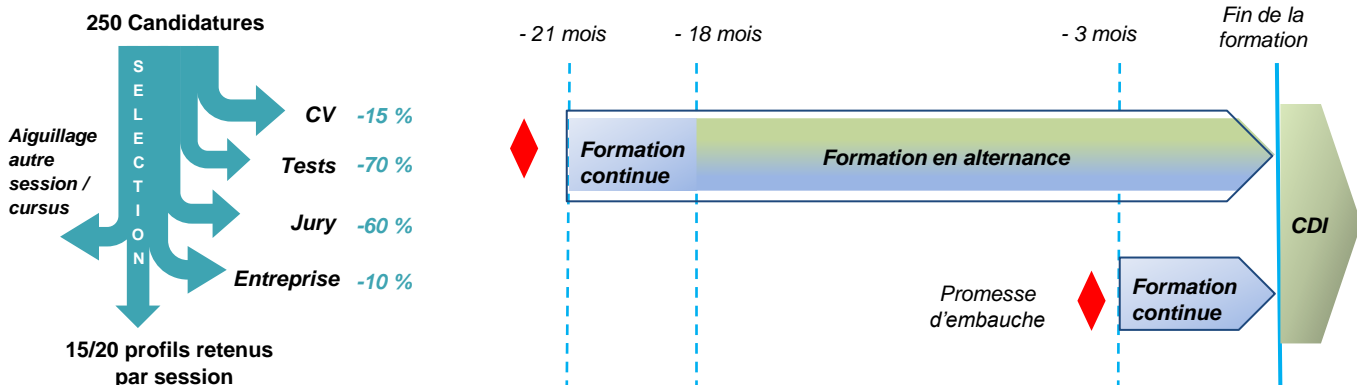 250 Candidatures
SELECTION
CV -15 %
Tests -70 %
Jury -60 %
Entreprise -10 %
Aiguillage
autre
session /
cursus
15/20 profils retenus
par session
- 21 mois
- 18 mois
- 3 mois
Fin de la
formation
Formation
continue
Formation en alternance
CDI
Promesse
d'embauche
Formation
continue